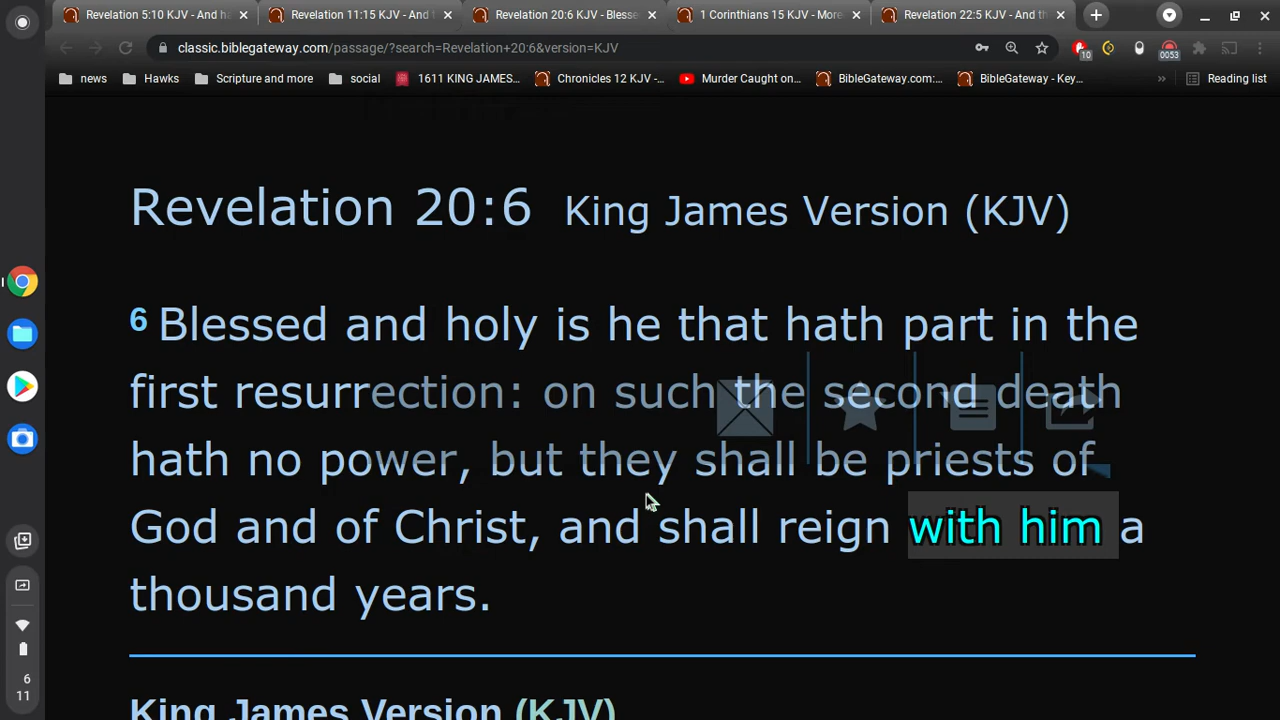 Revelation 5:10 KJV - And ha
Revelation 11:15 KJV - And t
Revelation 20:6 KJV - Blesse
1 Corinthians 15 KJV - More
Revelation 22:5 KJV - And th
classic.biblegateway.com/passage/?search=Revelation+20:6&version=KJV
10
0053
news
Hawks
Scripture and more
social
1611 KING JAMES...
Chronicles 12 KJV -...
Murder Caught on...
BibleGateway.com:...
BibleGateway - Key...
»
Reading list
Revelation 20:6 King James Version (KJV)
6 Blessed and holy is he that hath part in the
first resurrection: on such the second death
hath no power, but they shall be priests of
God and of Christ, and shall reign with him a
thousand years.
King James Version (KJV)
6
11